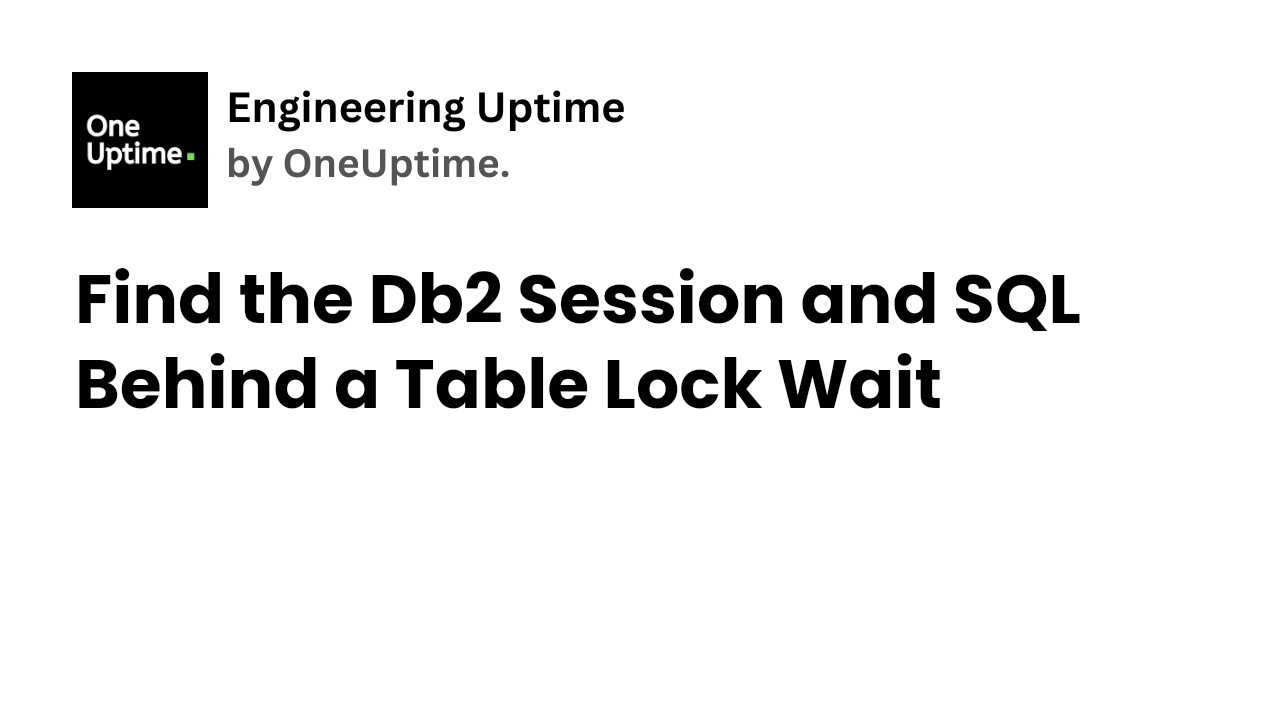 One
Uptime.
Engineering Uptime
by OneUptime.
Find the Db2 Session and SQL
Behind a Table Lock Wait